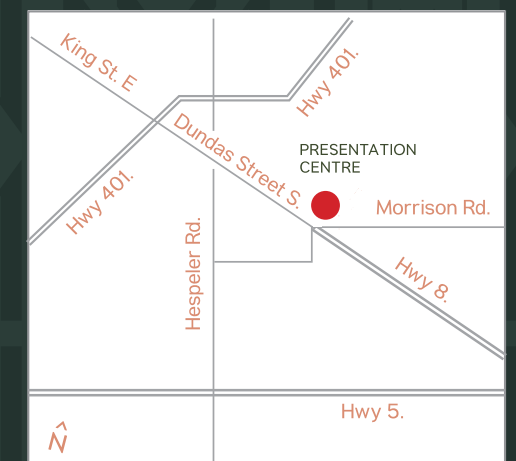 King St. E
Hwy 401.
Dundas Street S.
PRESENTATION
CENTRE
Hwy 401.
Morrison Rd.
Hespeler Rd.
Hwy 8.
Hwy 5.
N